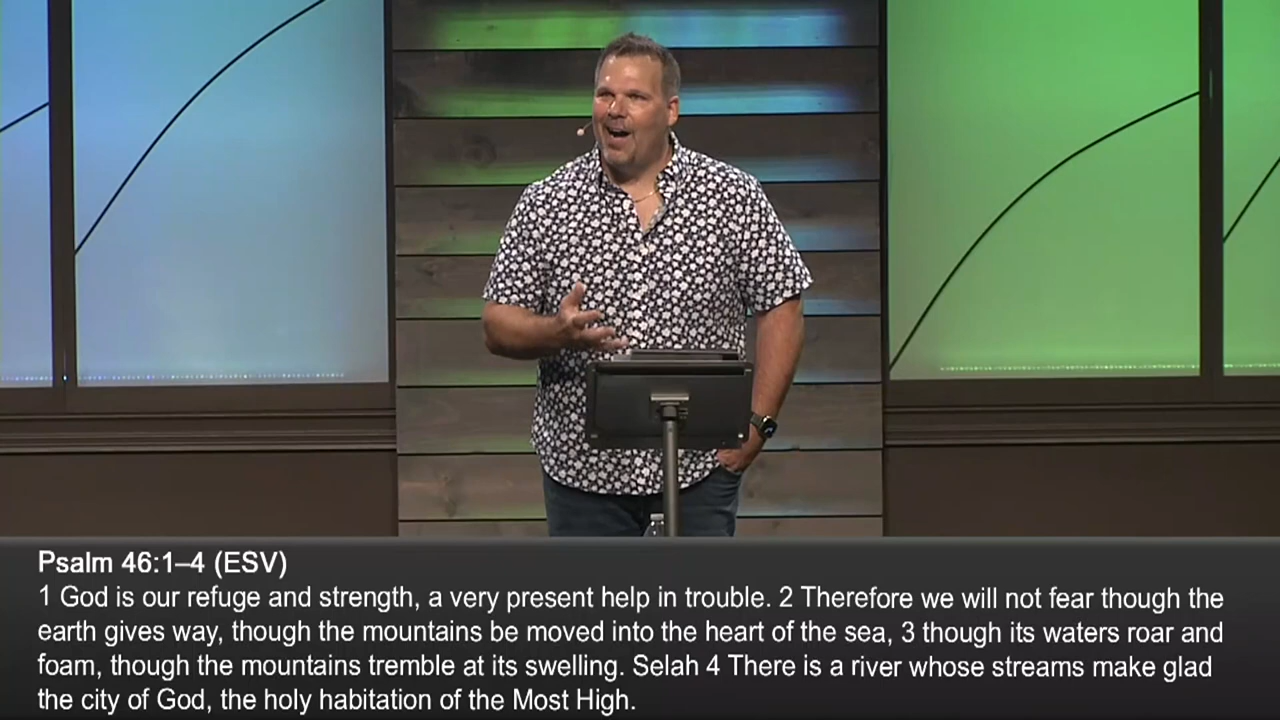 Psalm 46:1–4 (ESV)
1 God is our refuge and strength, a very present help in trouble. 2 Therefore we will not fear though the
earth gives way, though the mountains be moved into the heart of the sea, 3 though its waters roar and
foam, though the mountains tremble at its swelling. Selah 4 There is a river whose streams make glad
the city of God, the holy habitation of the Most High.